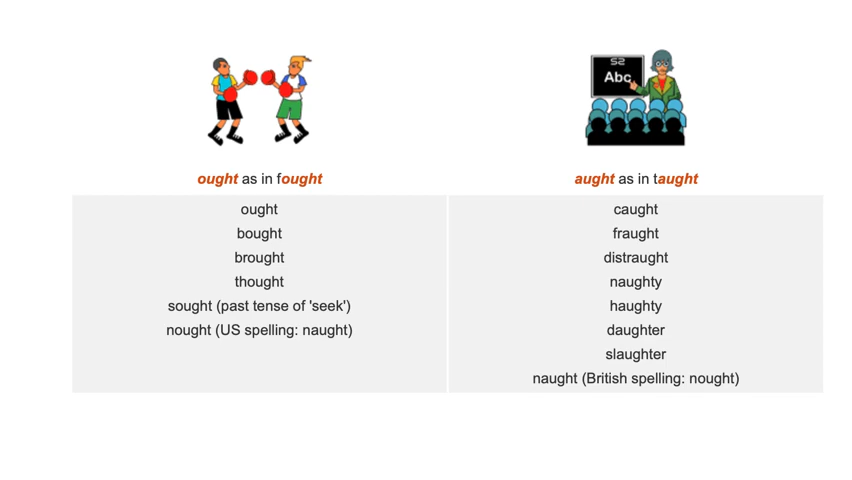 Abc
ought as in fought
ought
bought
brought
thought
sought (past tense of 'seek')
nought (US spelling: naught)
aught as in taught
caught
fraught
distraught
naughty
haughty
daughter
slaughter
naught (British spelling: nought)